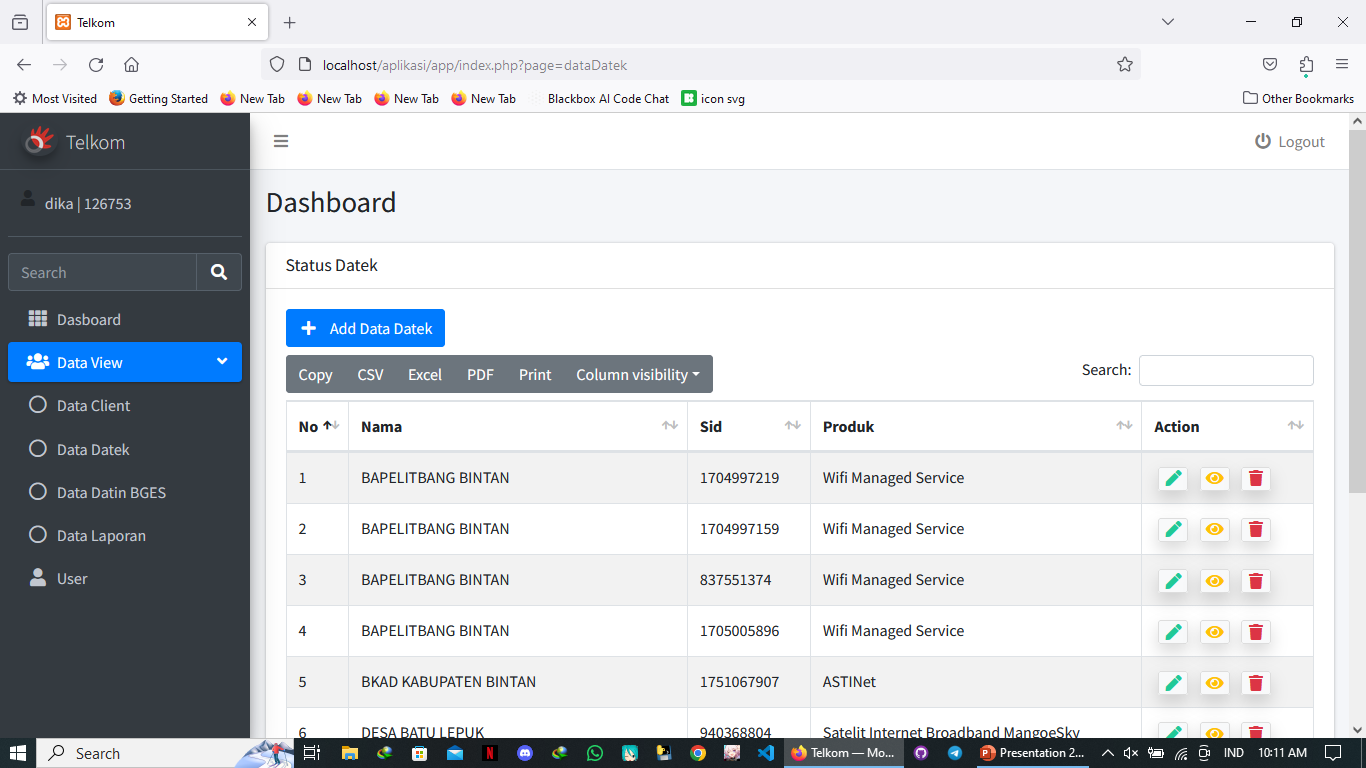 Telkom
localhost/aplikasi/app/index.php?page=dataDatek
Most Visited Getting Started New Tab New Tab New Tab New Tab Blackbox AI Code Chat icon svg Other Bookmarks
Telkom
Logout
dika | 126753
Search
Dasboard
Data View
Data Client
Data Datek
Data Datin BGES
Data Laporan
User
Dashboard
Status Datek
Add Data Datek
Copy CSV Excel PDF Print Column visibility
Search:
No Nama Sid Produk Action
1 BAPELITBANG BINTAN 1704997219 Wifi Managed Service
2 BAPELITBANG BINTAN 1704997159 Wifi Managed Service
3 BAPELITBANG BINTAN 837551374 Wifi Managed Service
4 BAPELITBANG BINTAN 1705005896 Wifi Managed Service
5 BKAD KABUPATEN BINTAN 1751067907 ASTINet
6 DESA BATU LEPUK 940368804 Satelit Internet Broadband MangoeSky
Search Telkom — Mo... Presentation 2... IND 10:11 AM